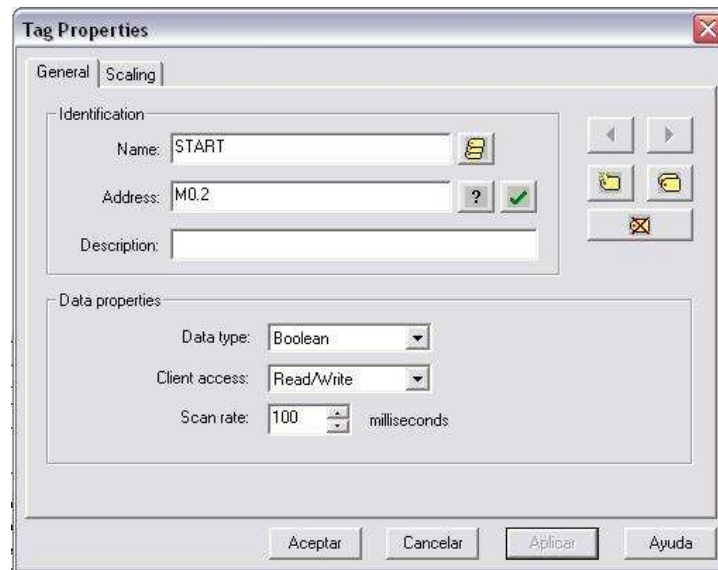 Tag Properties
General Scaling
Identification
Name: START
Address: M0.2 ?
Description:
Data properties
Data type: Boolean
Client access: Read/Write
Scan rate: 100 milliseconds
Aceptar Cancelar Aplicar Ayuda